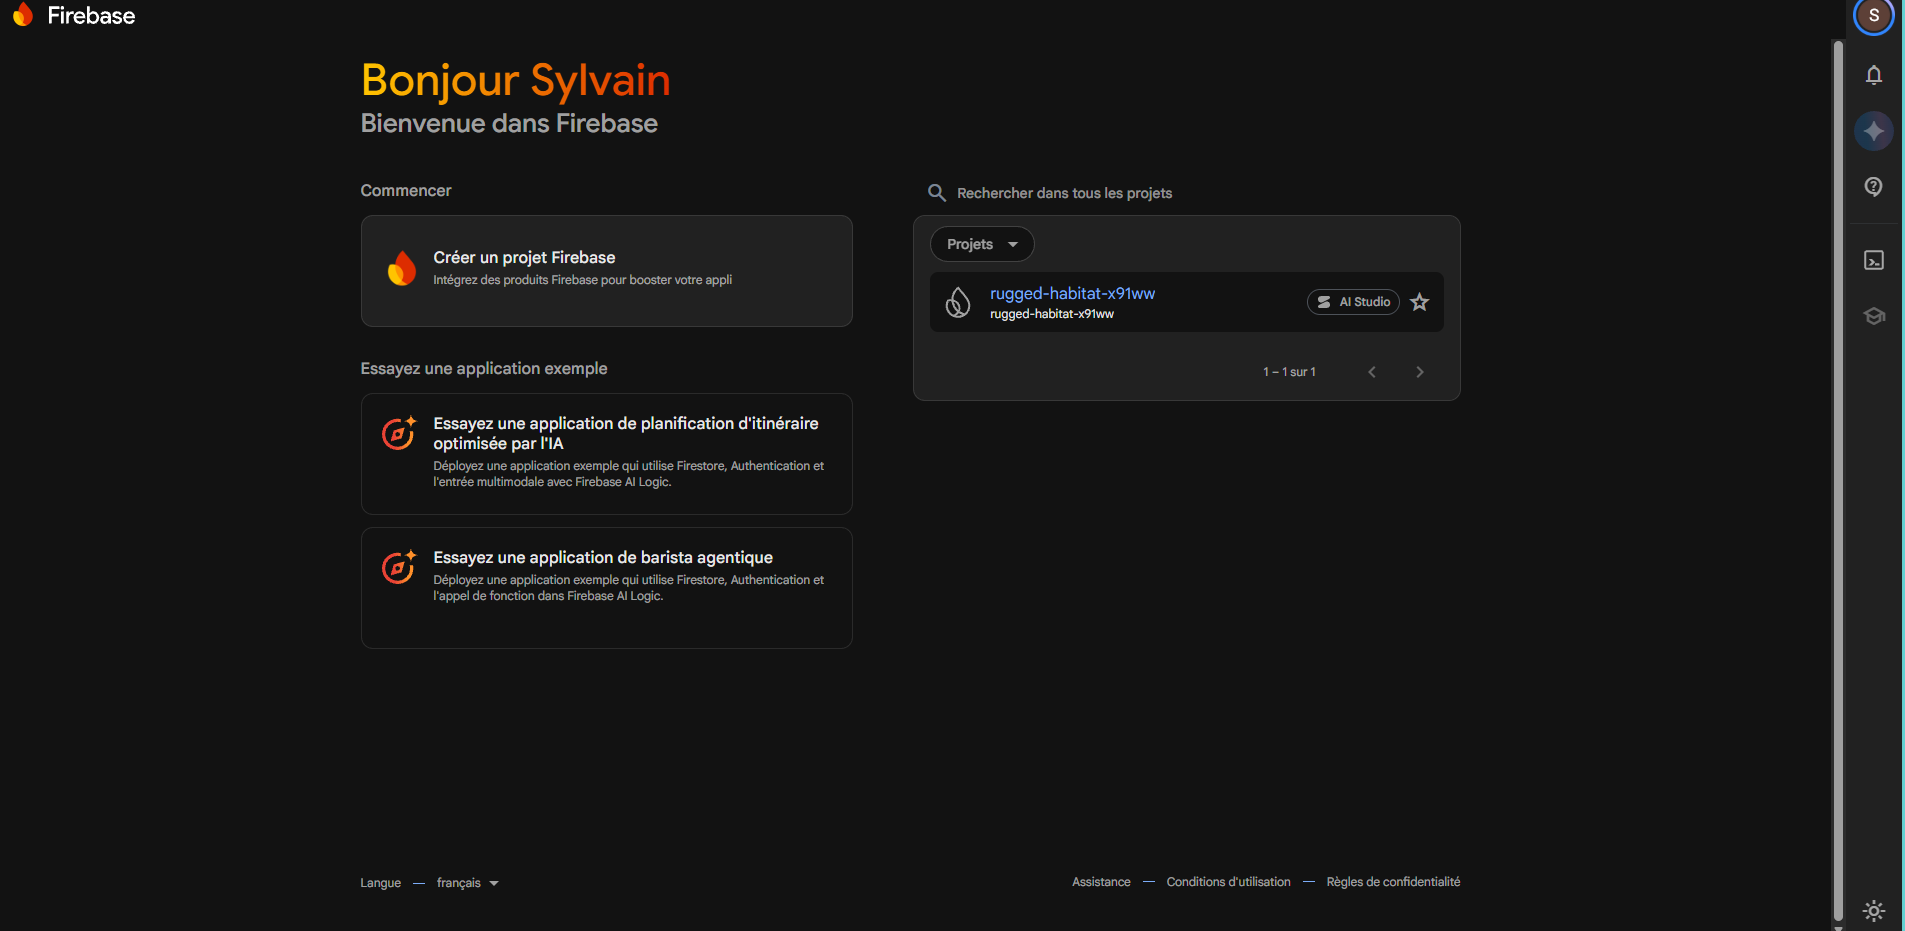 Firebase
S
Bonjour Sylvain
Bienvenue dans Firebase
Commencer
Créer un projet Firebase
Intégrez des produits Firebase pour booster votre appli
Essayez une application exemple
Essayez une application de planification d'itinéraire
optimisée par l'IA
Déployez une application exemple qui utilise Firestore, Authentication et
l'entrée multimodale avec Firebase AI Logic.
Essayez une application de barista agentique
Déployez une application exemple qui utilise Firestore, Authentication et
l'appel de fonction dans Firebase AI Logic.
Rechercher dans tous les projets
Projets
rugged-habitat-x91ww
rugged-habitat-x91ww
AI Studio
1 – 1 sur 1
Langue — français
Assistance — Conditions d'utilisation — Règles de confidentialité